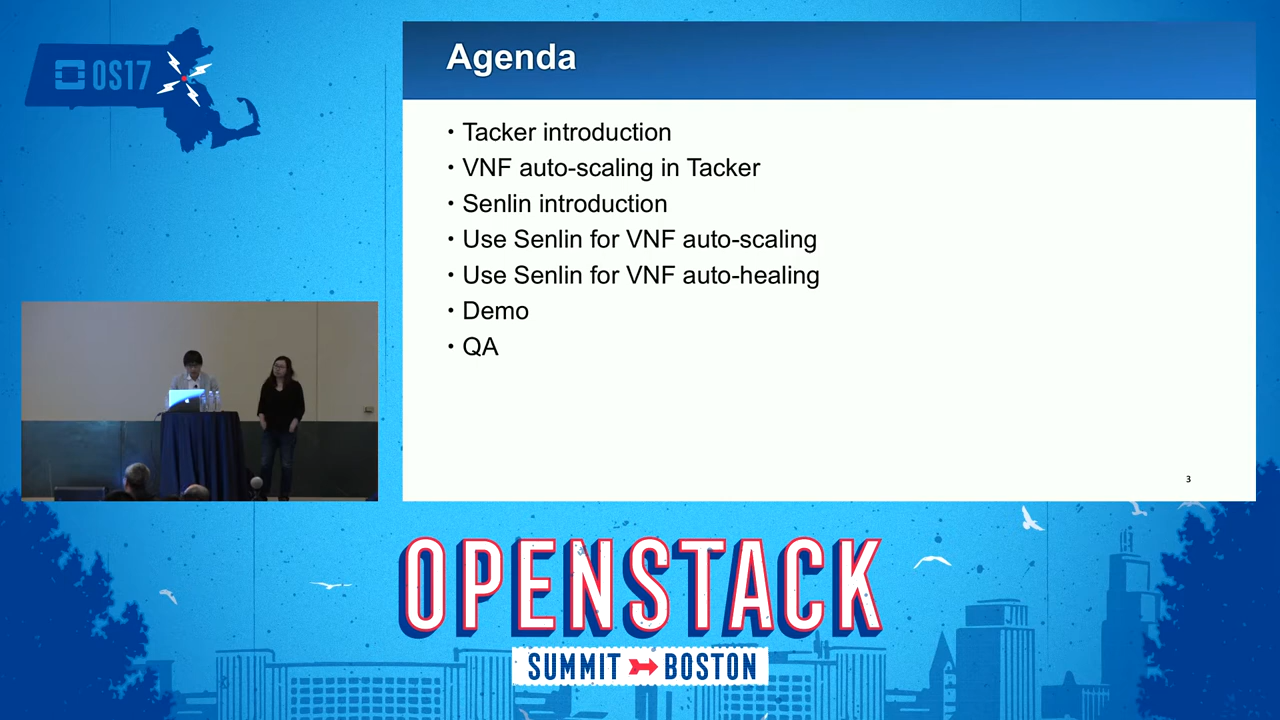 OS17
Agenda
• Tacker introduction
• VNF auto-scaling in Tacker
• Senlin introduction
• Use Senlin for VNF auto-scaling
• Use Senlin for VNF auto-healing
• Demo
• QA
3
OPENSTACK
SUMMIT BOSTON